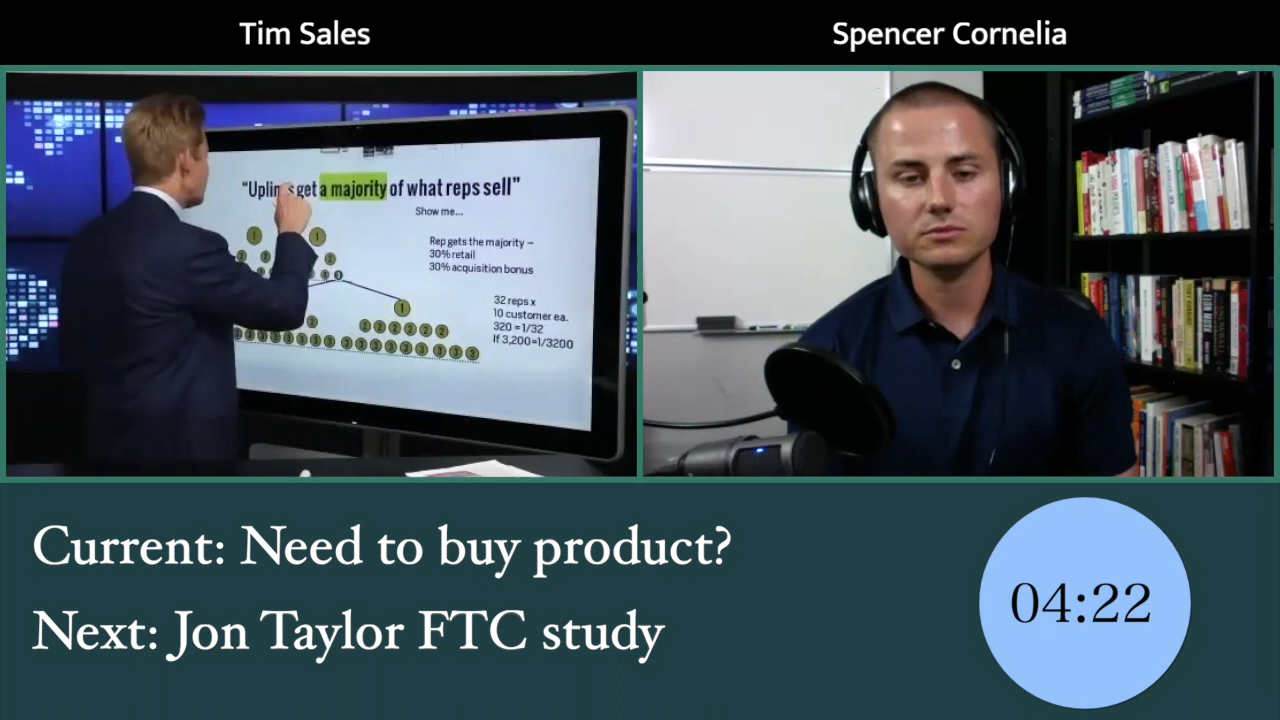 Tim Sales
Spencer Cornelia
get a majority of what reps sell”
Show me...
Rep gets the majority –
30% retail
30% acquisition bonus
32 reps x
10 customer ea.
320 =1/32
If 3,200=1/3200
Current: Need to buy product?
Next: Jon Taylor FTC study
04:22